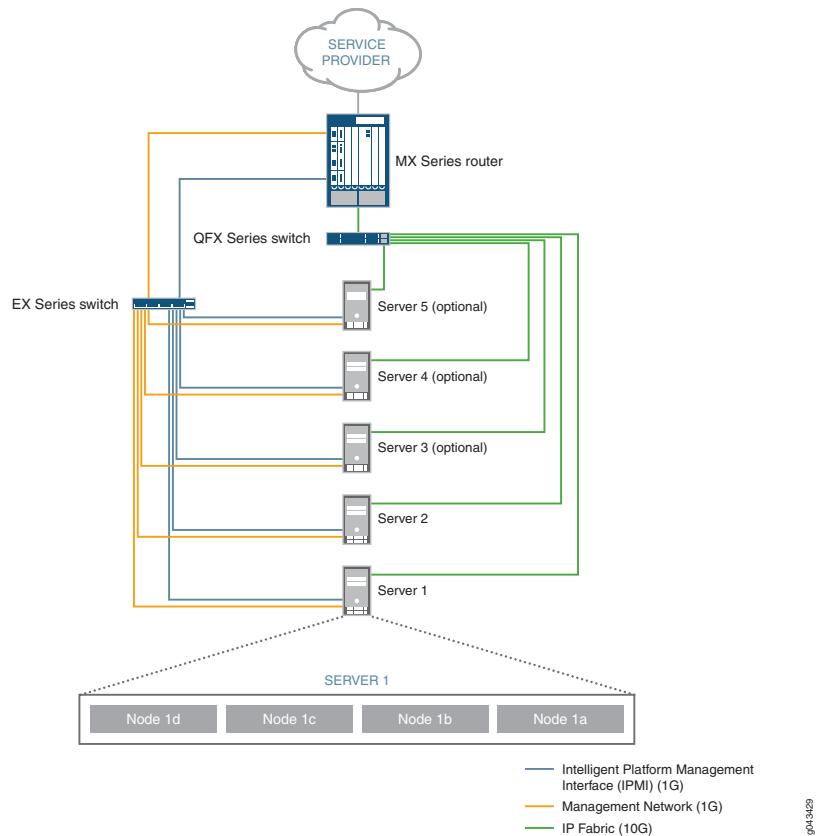 SERVICE
PROVIDER
MX Series router
QFX Series switch
EX Series switch
Server 5 (optional)
Server 4 (optional)
Server 3 (optional)
Server 2
Server 1
SERVER 1
Node 1d
Node 1c
Node 1b
Node 1a
Intelligent Platform Management
Interface (IPMI) (1G)
Management Network (1G)
IP Fabric (10G)
g043429